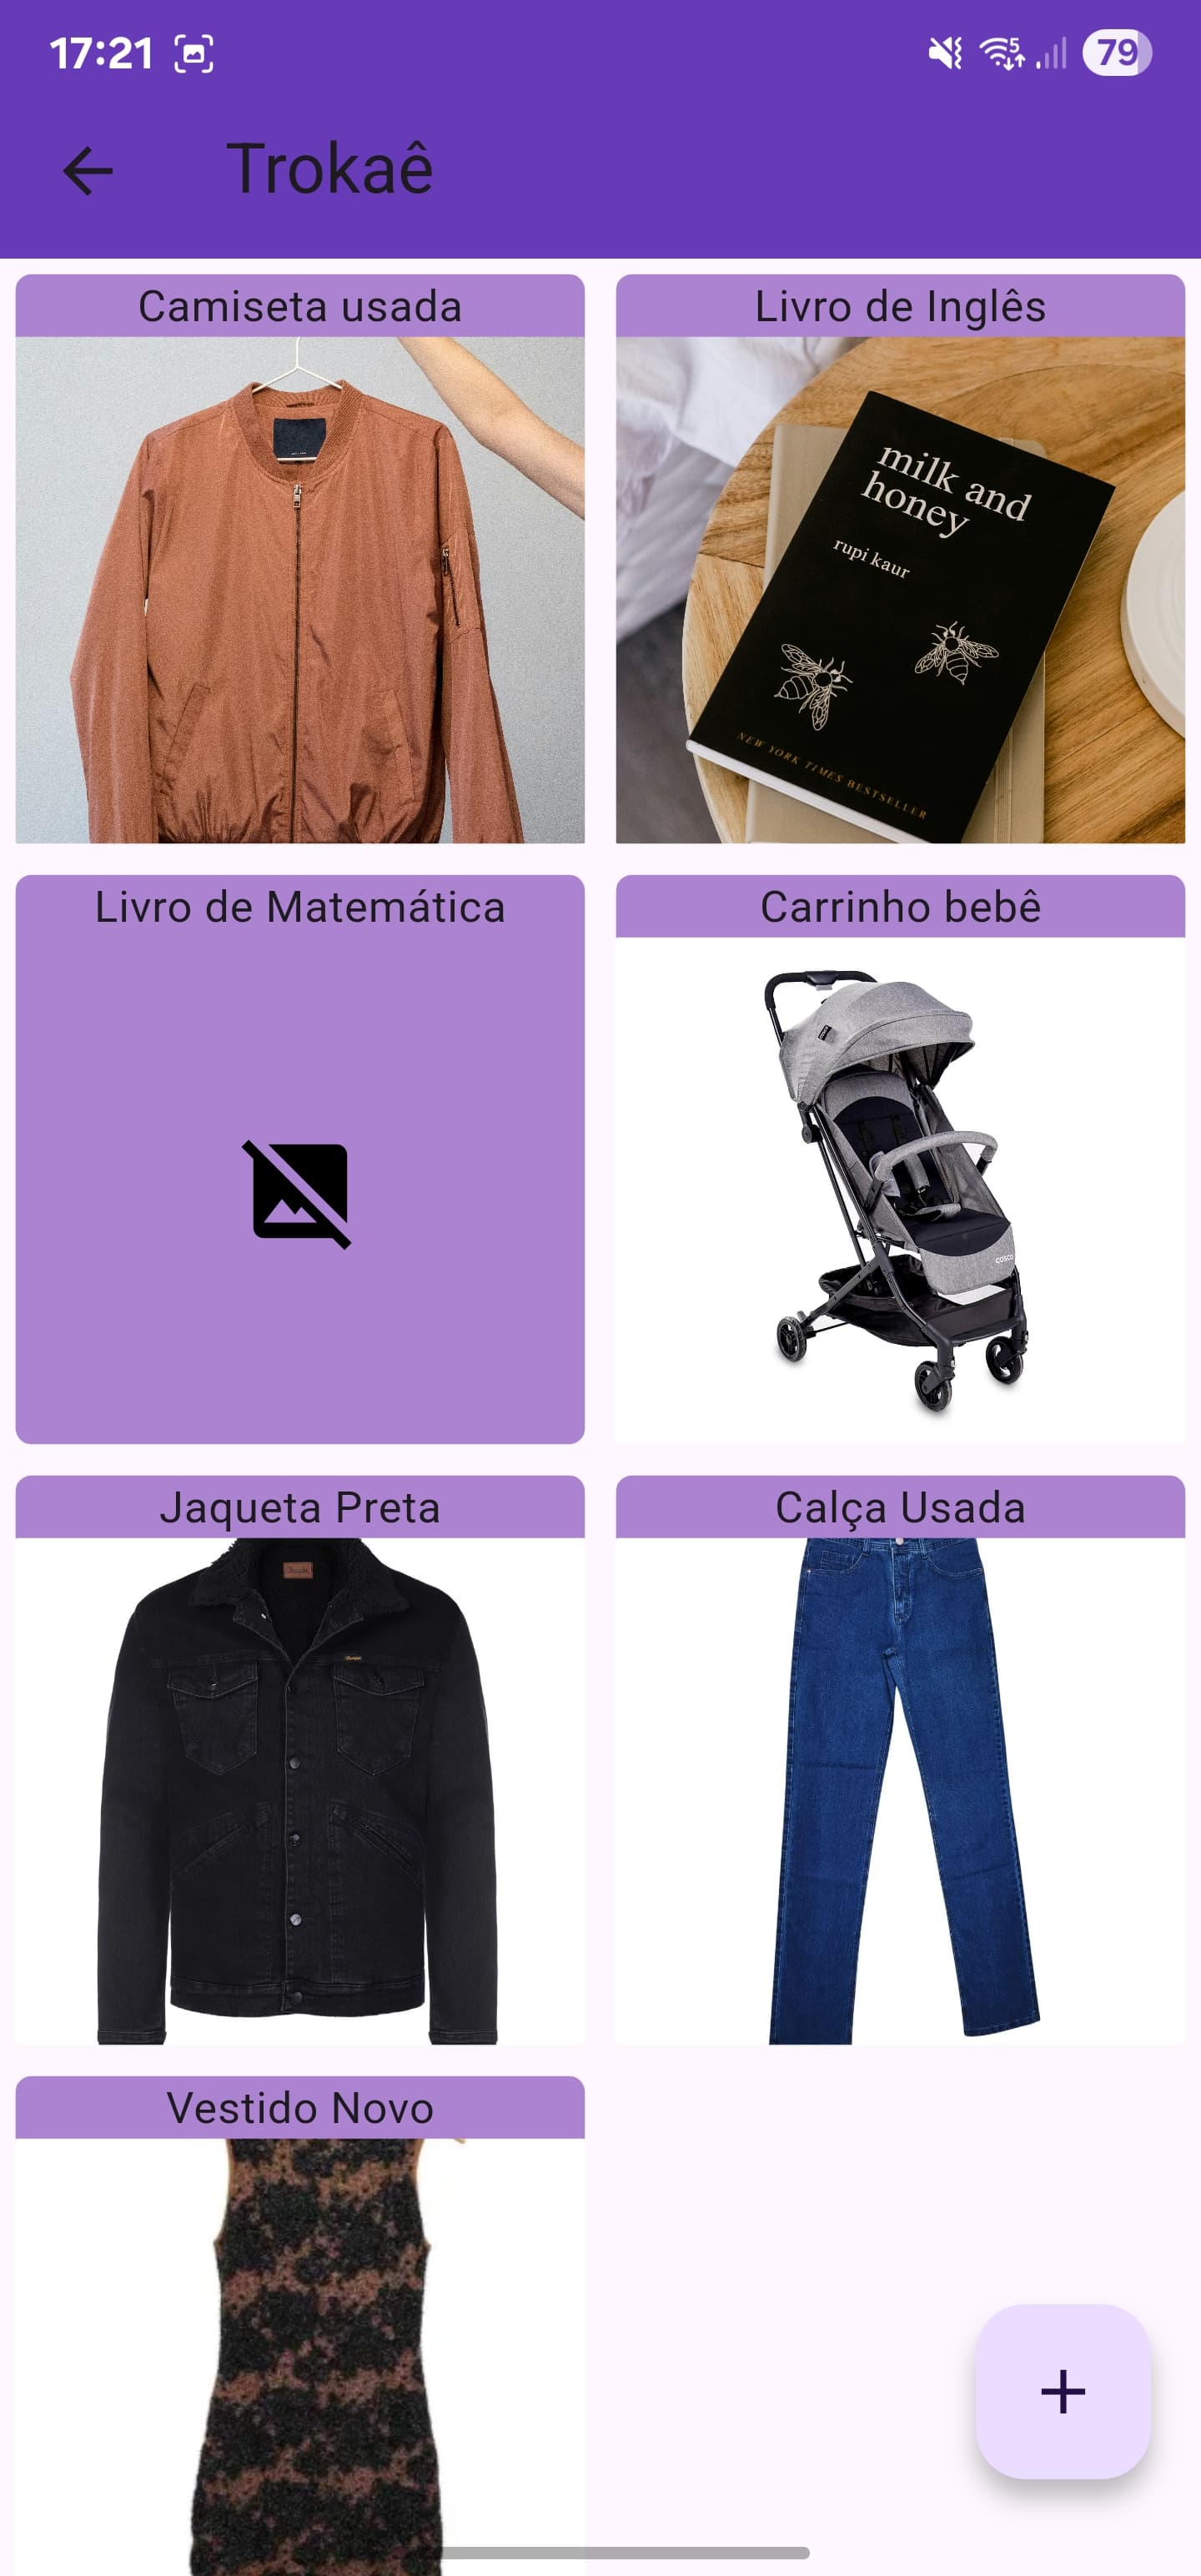 17:21
5
79
Trokaê
Camiseta usada
Livro de Inglês
milk and
honey
rupi kaur
NEW YORK TIMES BESTSELLER
Livro de Matemática
Carrinho bebê
COSCO
Jaqueta Preta
Calça Usada
Vestido Novo